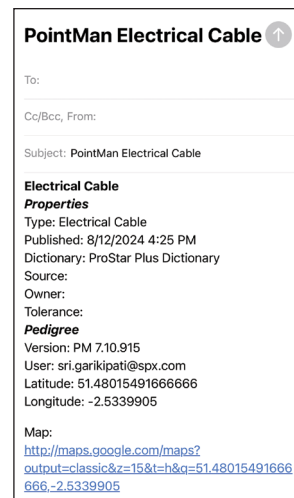 PointMan Electrical Cable
To:
Cc/Bcc, From:
Subject: PointMan Electrical Cable
Electrical Cable
Properties
Type: Electrical Cable
Published: 8/12/2024 4:25 PM
Dictionary: ProStar Plus Dictionary
Source:
Owner:
Tolerance:
Pedigree
Version: PM 7.10.915
User: sri.garikipati@spx.com
Latitude: 51.48015491666666
Longitude: -2.5339905
Map:
http://maps.google.com/maps?
output=classic&z=15&t=h&q=51.48015491666
666,-2.5339905